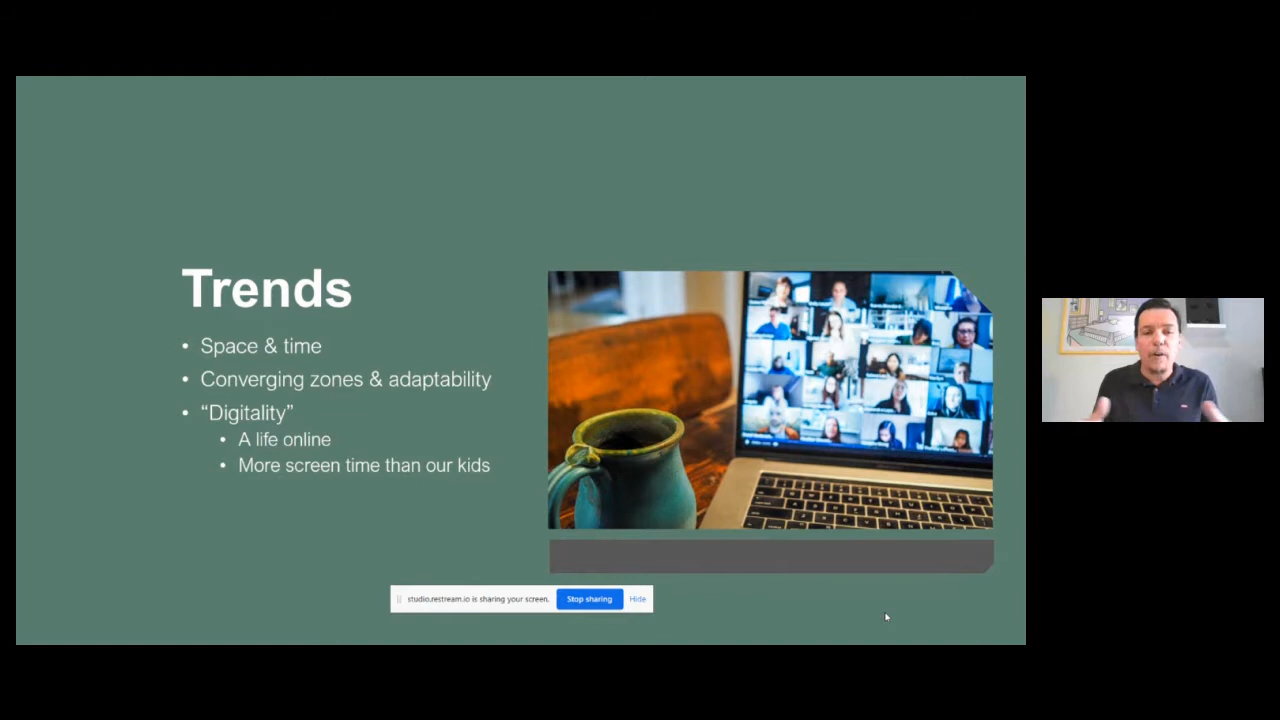 Trends
• Space & time
• Converging zones & adaptability
• “Digitality”
• A life online
• More screen time than our kids
studio.restream.io is sharing your screen.
Stop sharing
Hide